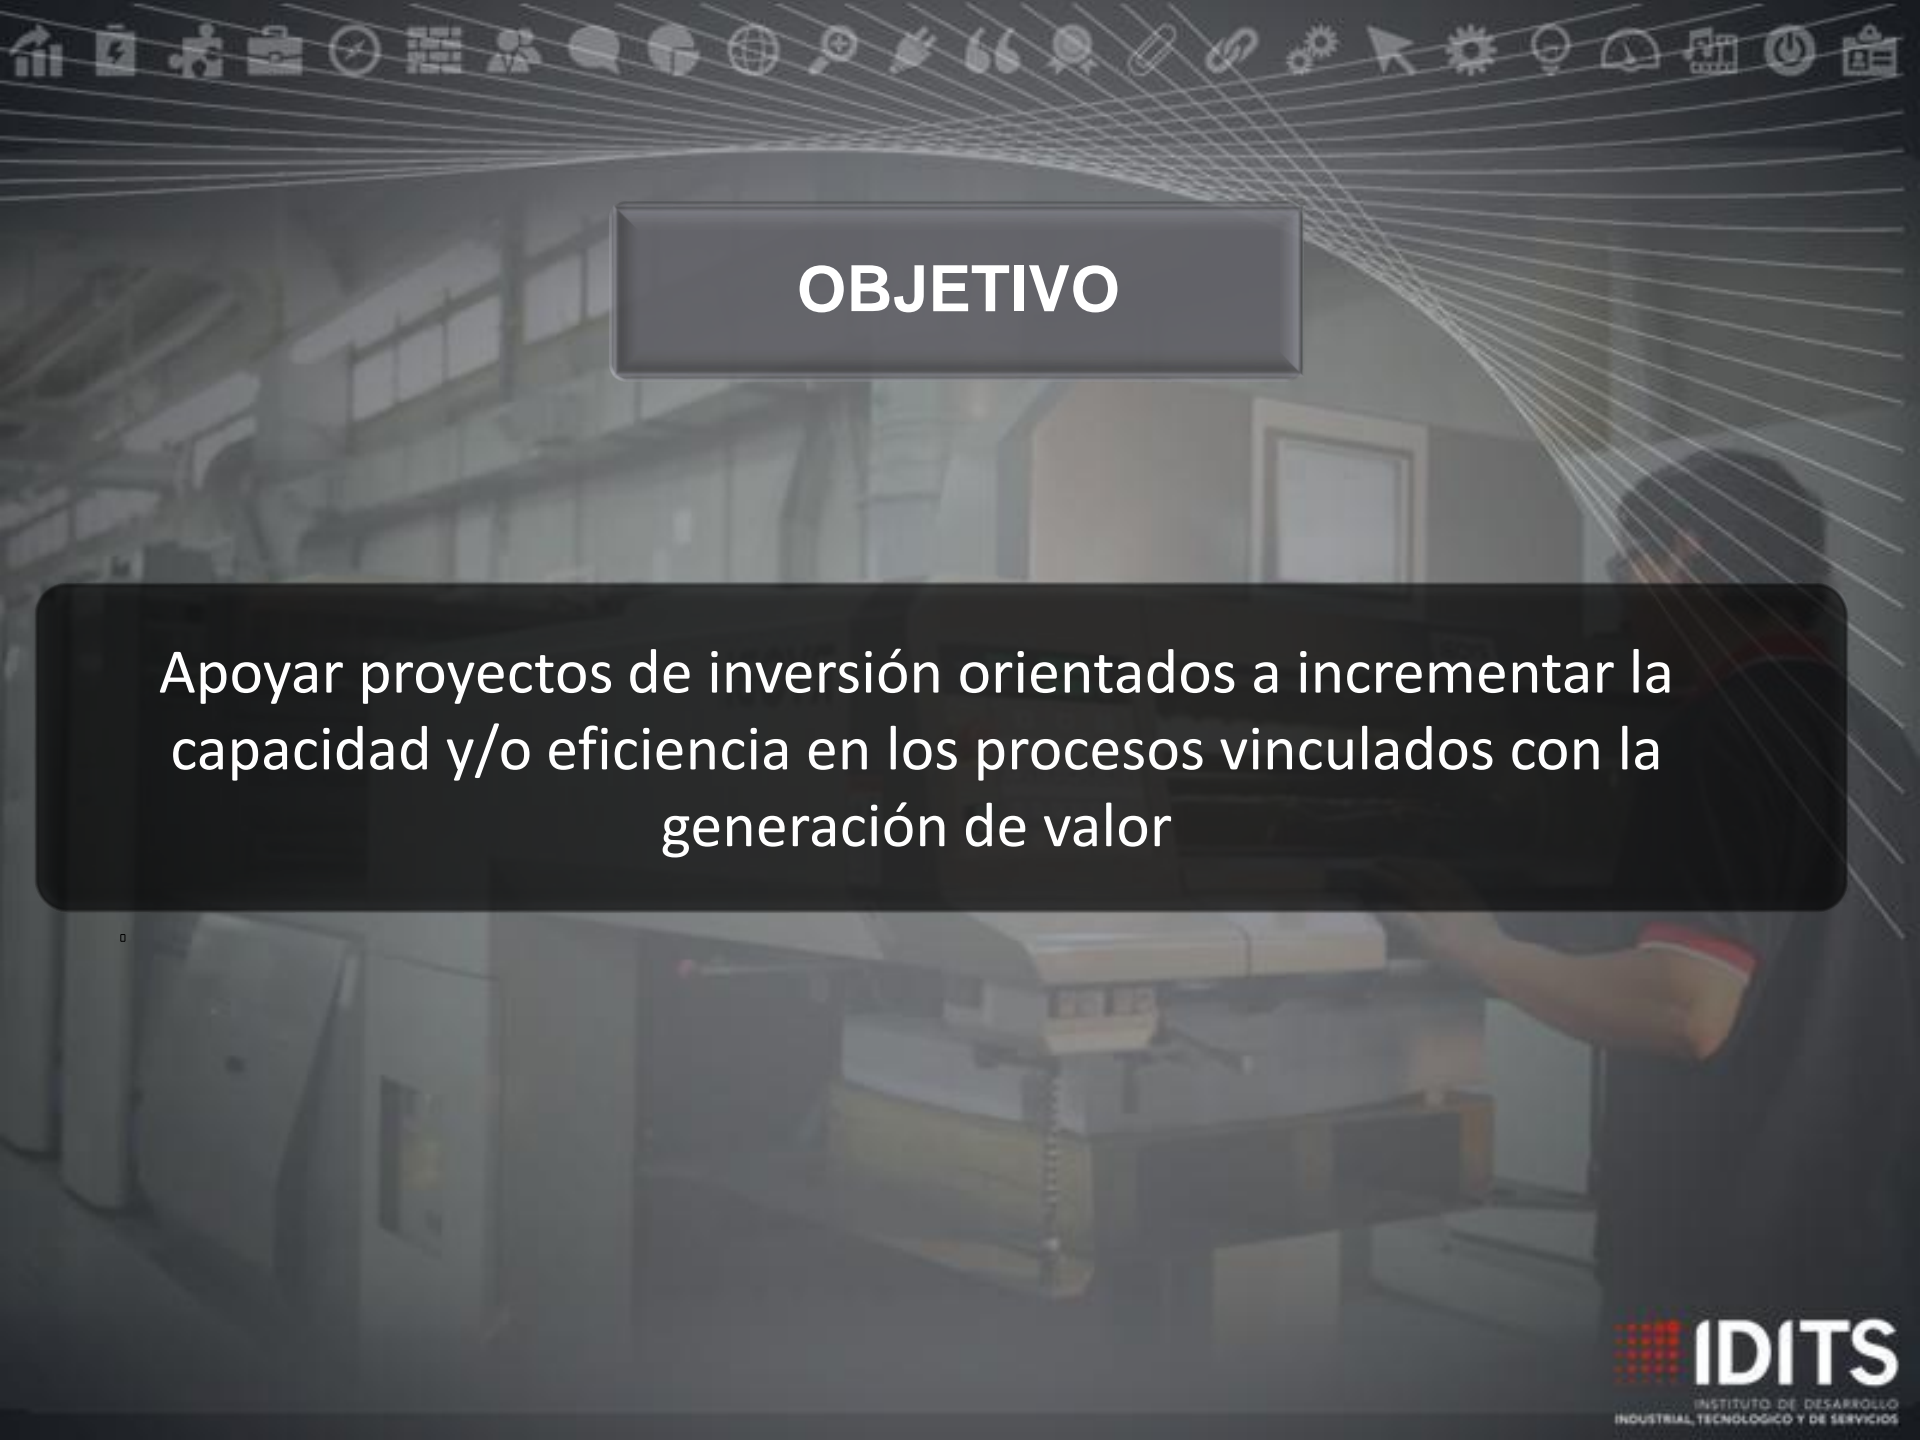 OBJETIVO
Apoyar proyectos de inversión orientados a incrementar la
capacidad y/o eficiencia en los procesos vinculados con la
generación de valor
IDITS
INSTITUTO DE DESARROLLO
INDUSTRIAL, TECNOLOGICO Y DE SERVICIOS